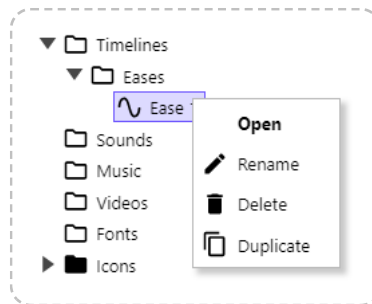 Timelines
Eases
Ease
Open
Sounds
Rename
Music
Delete
Videos
Duplicate
Fonts
Icons